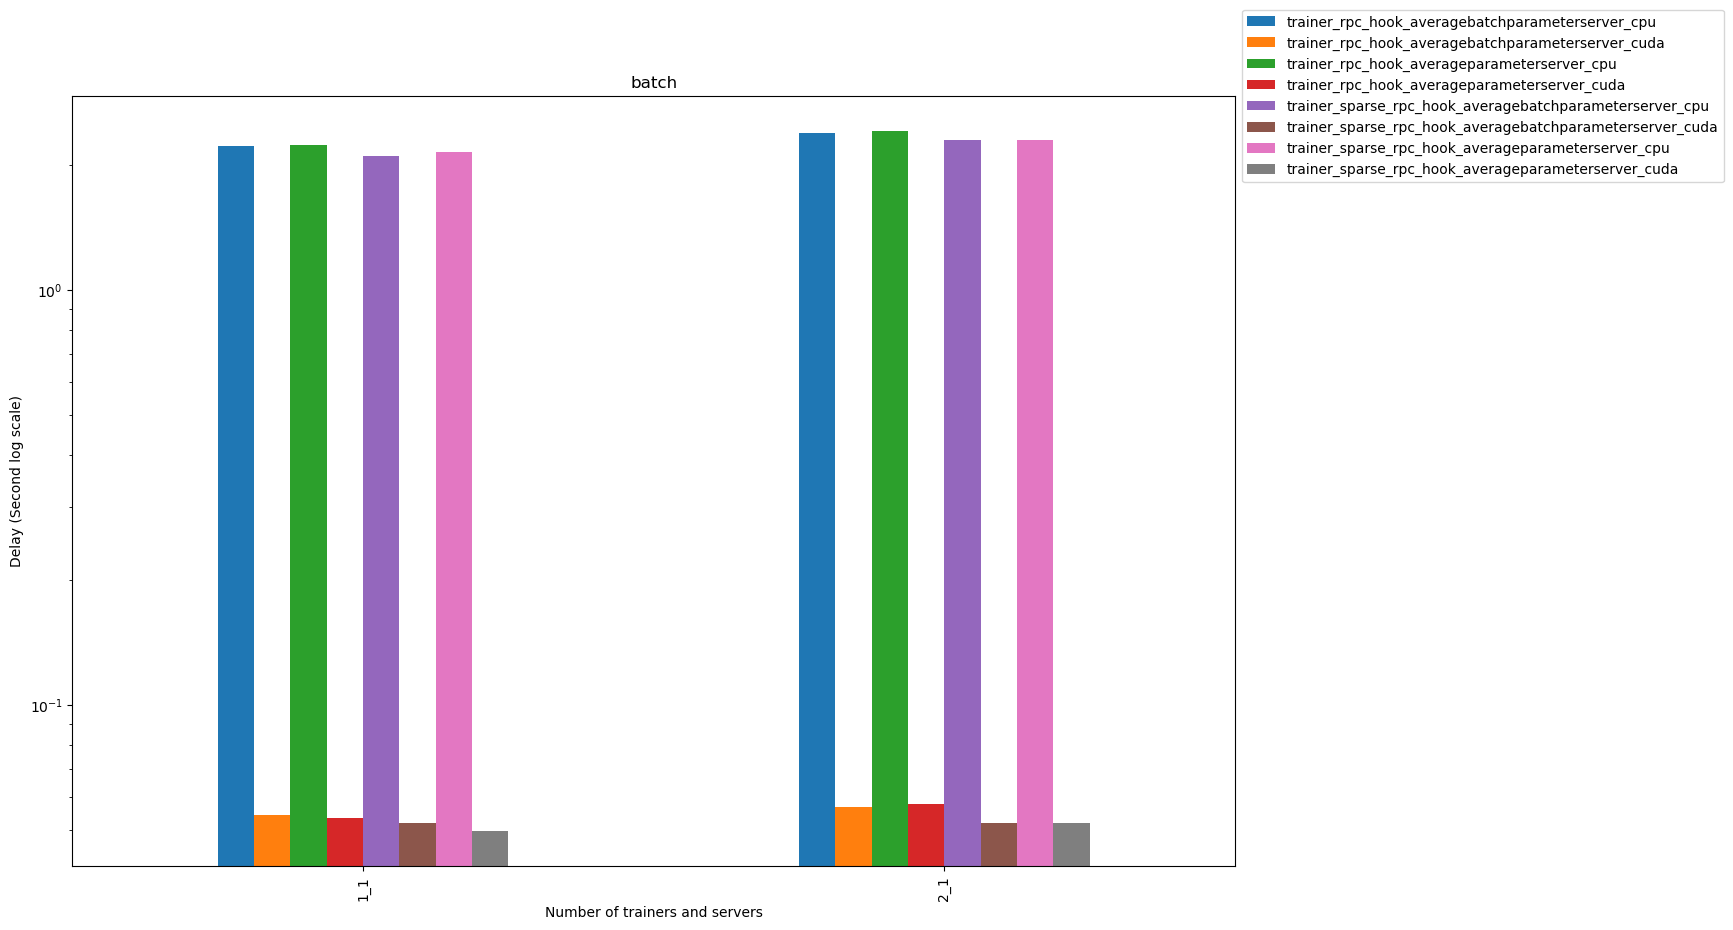 batch
trainer_rpc_hook_averagebatchparameterserver_cpu
trainer_rpc_hook_averagebatchparameterserver_cuda
trainer_rpc_hook_averageparameterserver_cpu
trainer_rpc_hook_averageparameterserver_cuda
trainer_sparse_rpc_hook_averagebatchparameterserver_cpu
trainer_sparse_rpc_hook_averagebatchparameterserver_cuda
trainer_sparse_rpc_hook_averageparameterserver_cpu
trainer_sparse_rpc_hook_averageparameterserver_cuda
Delay (Second log scale)
10⁰
10⁻¹
1_1
2_1
Number of trainers and servers